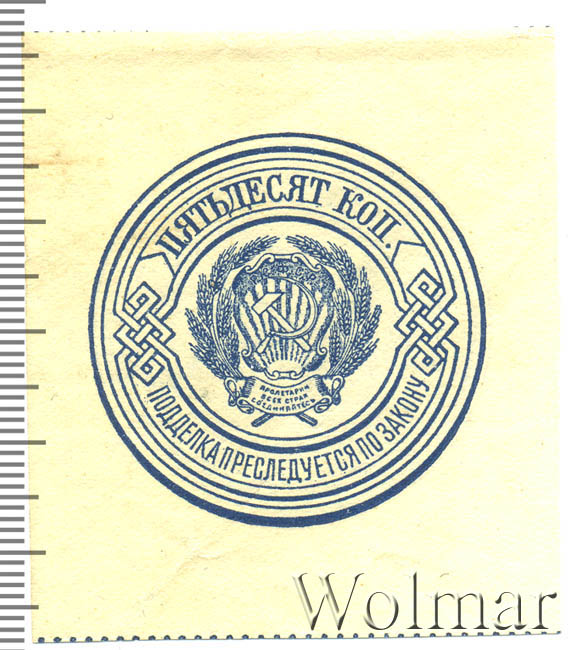 ПЯТЬДЕСЯТ КОП.
ПРОЛЕТАРИИ
ВСЕХ СТРАН
СОЕДИНЯЙТЕСЬ
ПОДДЕЛКА ПРЕСЛЕДУЕТСЯ ПО ЗАКОНУ
Wolmar